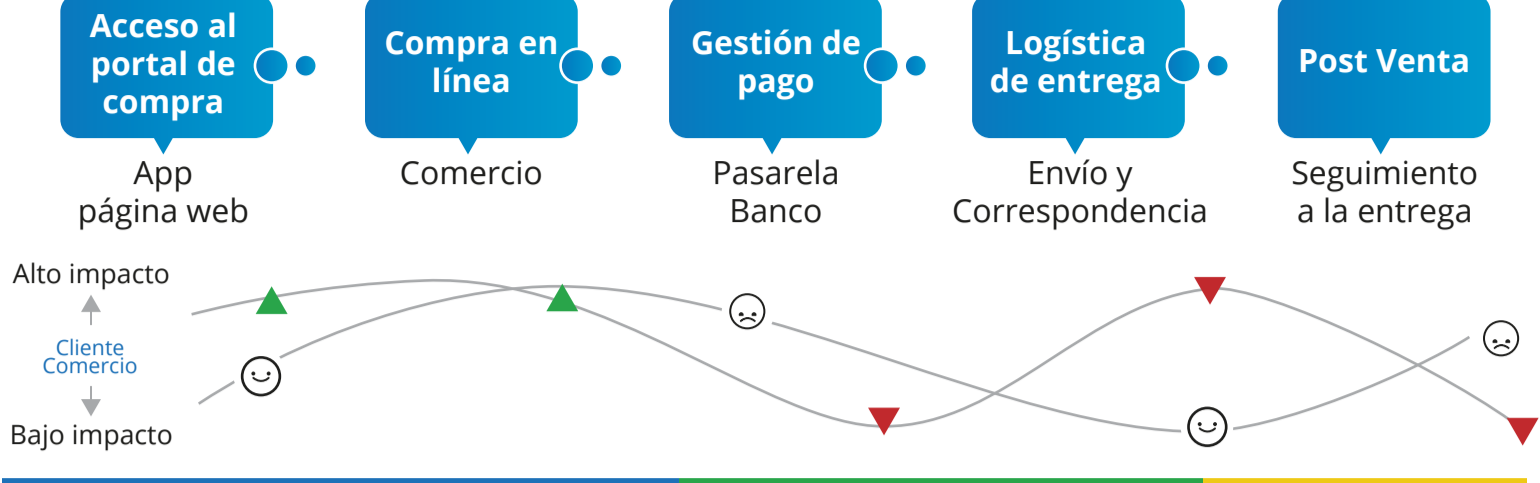 Acceso al
portal de
compra
Compra en
línea
Gestión de
pago
Logística
de entrega
Post Venta
App
página web
Comercio
Pasarela
Banco
Envío y
Correspondencia
Seguimiento
a la entrega
Alto impacto
Cliente
Comercio
Bajo impacto